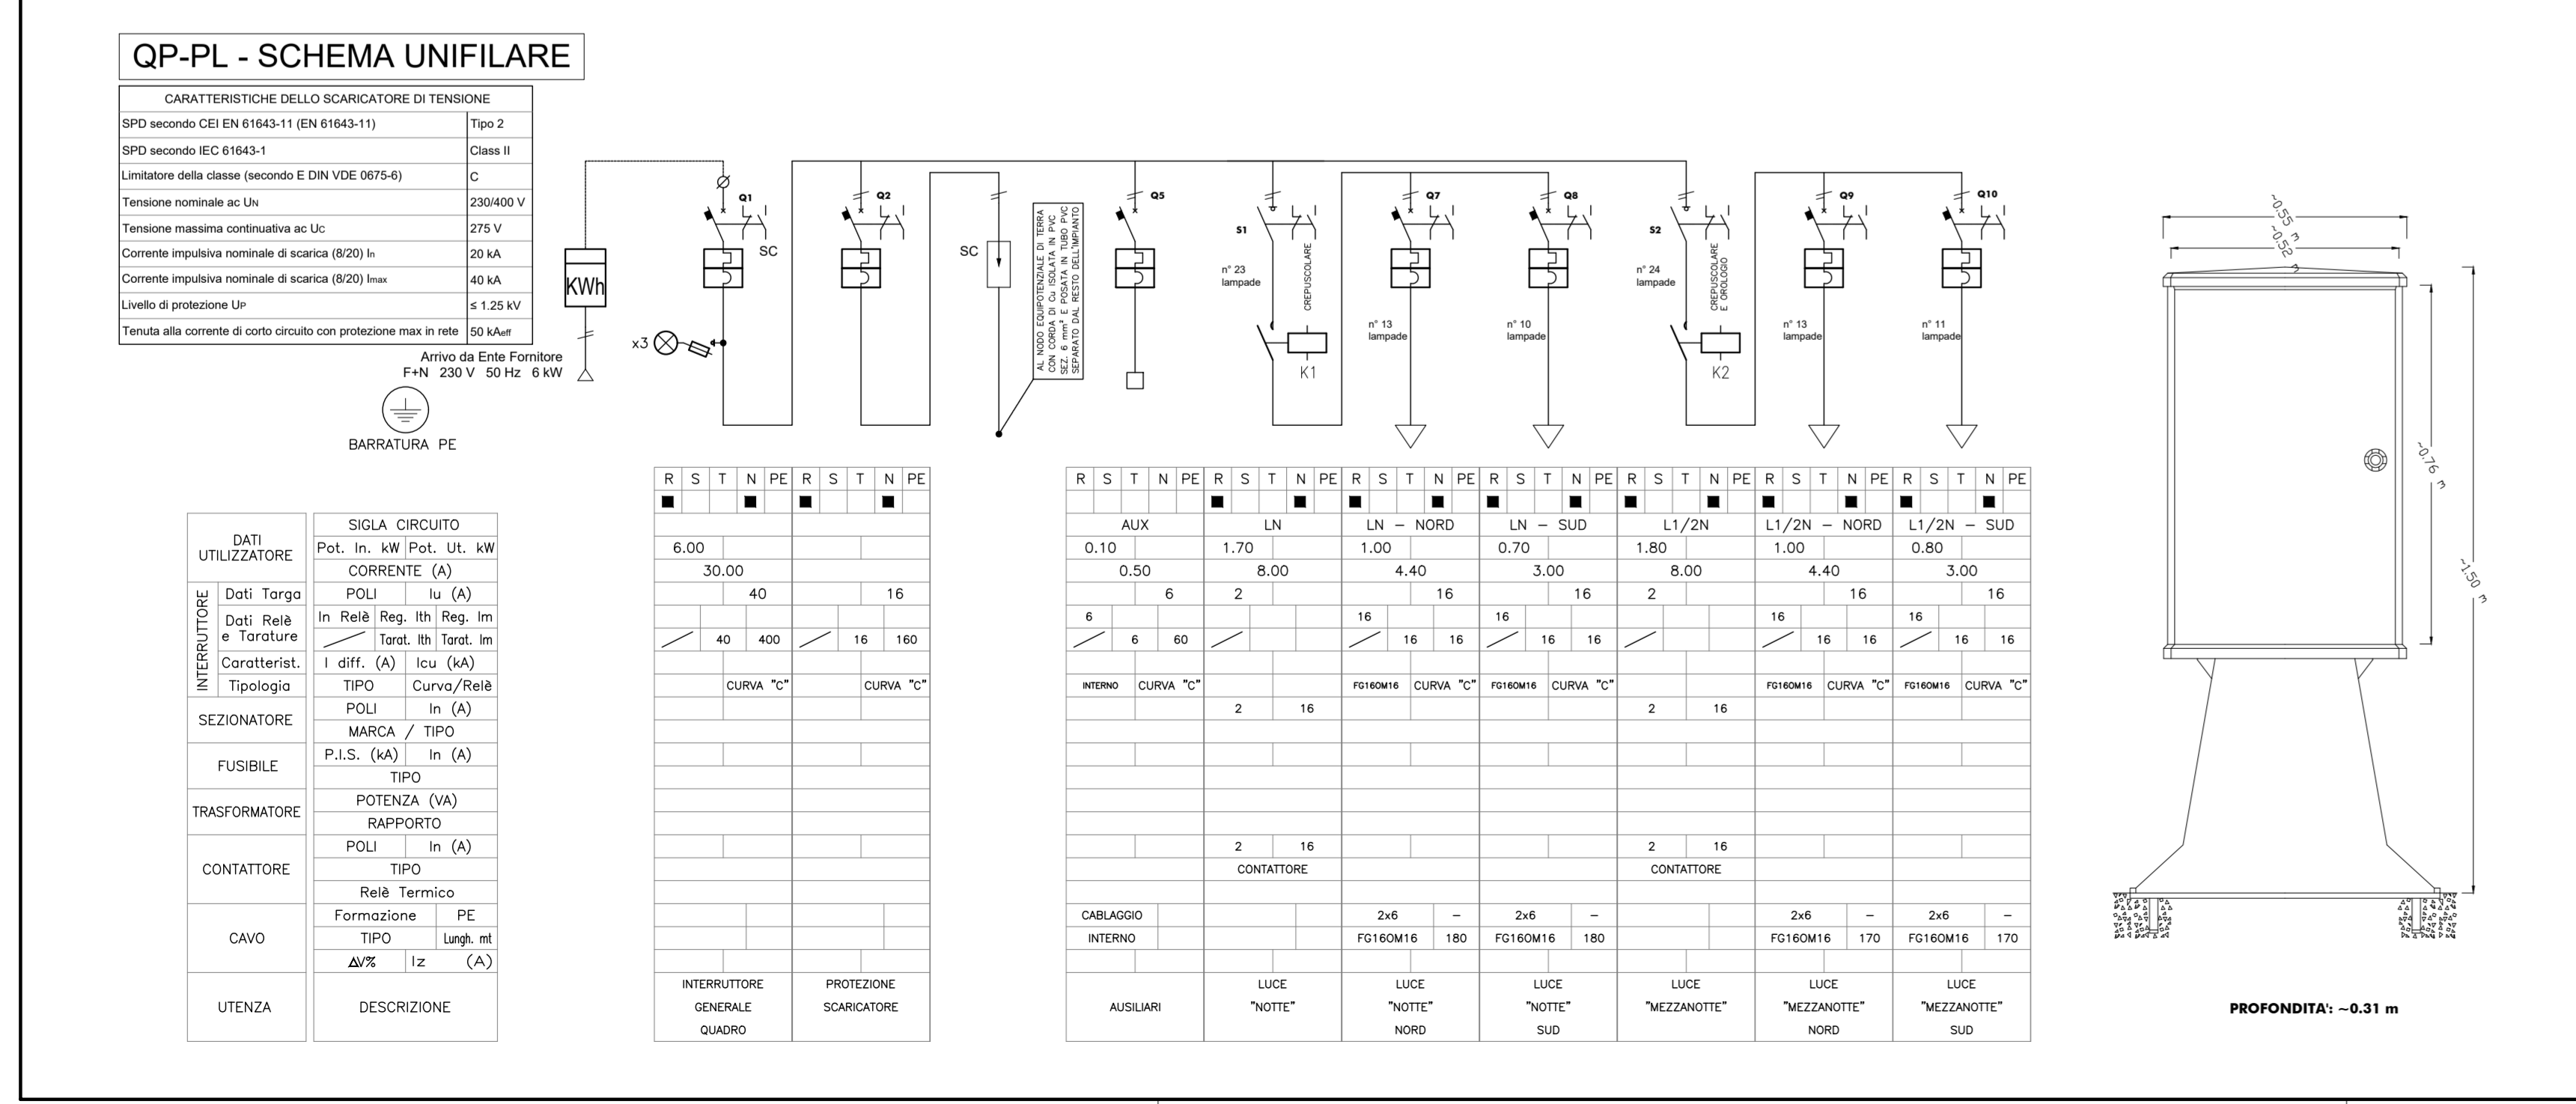 QP-PL - SCHEMA UNIFILARE
CARATTERISTICHE DELLO SCARICATORE DI TENSIONE
SPD secondo CEI EN 61643-11 (EN 61643-11) Tipo 2
SPD secondo IEC 61643-1 Class II
Limitatore della classe (secondo E DIN VDE 0675-6) C
Tensione nominale ac UN 230/400 V
Tensione massima continuativa ac Uc 275 V
Corrente impulsiva nominale di scarica (8/20) In 20 kA
Corrente impulsiva nominale di scarica (8/20) Imax 40 kA
Livello di protezione UP ≤ 1.25 kV
Tenuta alla corrente di corto circuito con protezione max in rete 50 kAeff
Arrivo da Ente Fornitore
F+N 230 V 50 Hz 6 kW
BARRATURA PE
KWh
Q1
SC
x3
Q2
SC
AL NODO EQUIPOTENZIALE DI TERRA
CON CORDA DI Cu ISOLATA IN PVC
SEZ. 6 mm² E POSATA IN TUBO PVC
SEPARATO DAL RESTO DELL'IMPIANTO
Q5
S1
n° 23
lampade
CREPUSCOLARE
K1
Q7
n° 13
lampade
Q8
n° 10
lampade
S2
n° 24
lampade
CREPUSCOLARE
E OROLOGIO
K2
Q9
n° 13
lampade
Q10
n° 11
lampade
~0.55 m
~0.52 m
~0.76 m
~1.50 m
PROFONDITA': ~0.31 m
R S T N PE R S T N PE
R S T N PE R S T N PE R S T N PE R S T N PE R S T N PE R S T N PE R S T N PE
DATI
UTILIZZATORE
SIGLA CIRCUITO
AUX LN LN – NORD LN – SUD L1/2N L1/2N – NORD L1/2N – SUD
Pot. In. kW Pot. Ut. kW
6.00 0.10 1.70 1.00 0.70 1.80 1.00 0.80
CORRENTE (A)
30.00 0.50 8.00 4.40 3.00 8.00 4.40 3.00
INTERRUTTORE
Dati Targa POLI Iu (A)
40 16 6 2 16 16 2 16 16
Dati Relè
e Tarature
In Relè Reg. Ith Reg. Im
6 16 16 16 16
Tarat. Ith Tarat. Im
40 400 16 160 6 60 16 16 16 16 16 16 16 16
Caratterist. I diff. (A) Icu (kA)
Tipologia TIPO Curva/Relè
CURVA "C" CURVA "C" INTERNO CURVA "C" FG16OM16 CURVA "C" FG16OM16 CURVA "C" FG16OM16 CURVA "C" FG16OM16 CURVA "C"
SEZIONATORE
POLI In (A)
2 16 2 16
MARCA / TIPO
FUSIBILE
P.I.S. (kA) In (A)
TIPO
TRASFORMATORE
POTENZA (VA)
RAPPORTO
CONTATTORE
POLI In (A)
2 16 2 16
TIPO
CONTATTORE CONTATTORE
Relè Termico
CAVO
Formazione PE
CABLAGGIO 2x6 – 2x6 – 2x6 – 2x6 –
TIPO Lungh. mt
INTERNO FG16OM16 180 FG16OM16 180 FG16OM16 170 FG16OM16 170
ΔV% Iz (A)
UTENZA
DESCRIZIONE
INTERRUTTORE
GENERALE
QUADRO
PROTEZIONE
SCARICATORE
AUSILIARI
LUCE
"NOTTE"
LUCE
"NOTTE"
NORD
LUCE
"NOTTE"
SUD
LUCE
"MEZZANOTTE"
LUCE
"MEZZANOTTE"
NORD
LUCE
"MEZZANOTTE"
SUD